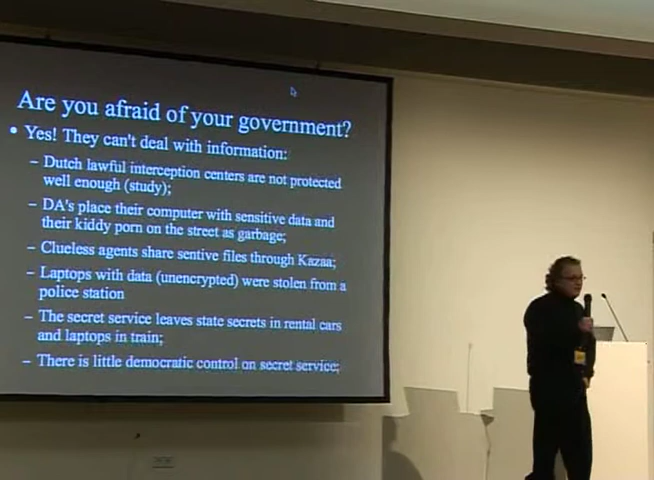 Are you afraid of your government?
• Yes! They can't deal with information:
– Dutch lawful interception centers are not protected
well enough (study);
– DA's place their computer with sensitive data and
their kiddy porn on the street as garbage;
– Clueless agents share sentive files through Kazaa;
– Laptops with data (unencrypted) were stolen from a
police station
– The secret service leaves state secrets in rental cars
and laptops in train;
– There is little democratic control on secret service;